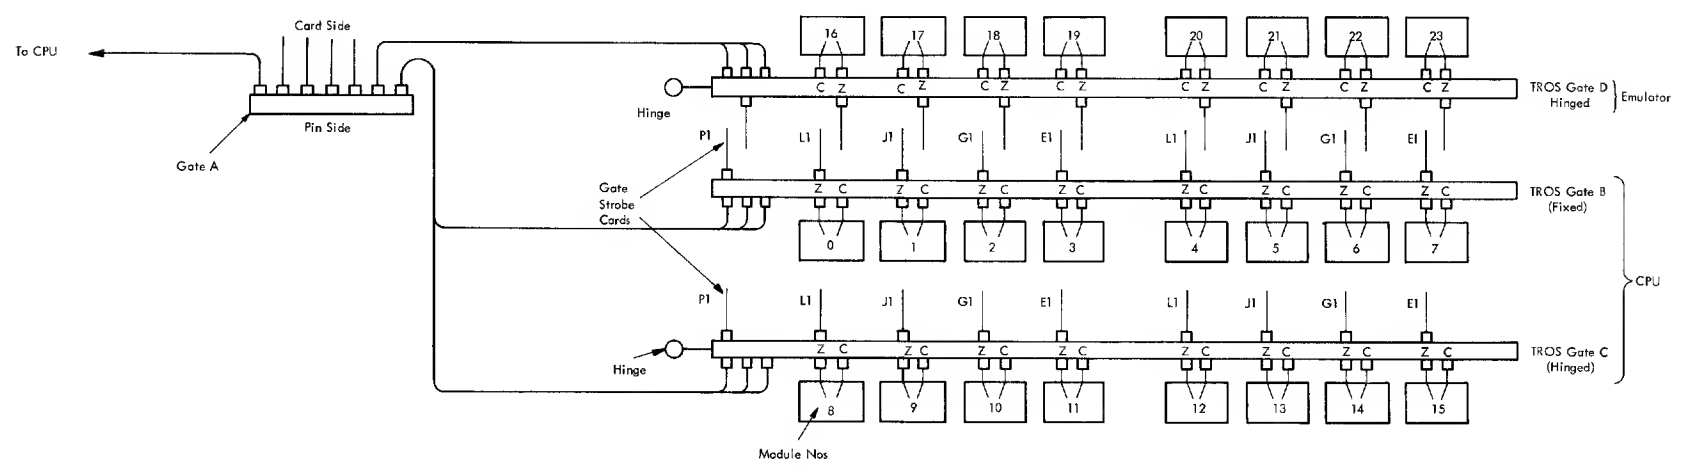 Card Side
To CPU
Pin Side
Gate A
16 17 18 19 20 21 22 23
Hinge
C Z C Z C Z C Z C Z C Z C Z C Z
TROS Gate D
Hinged
Emulator
P1 L1 J1 G1 E1 L1 J1 G1 E1
Gate
Strobe
Cards
Z C Z C Z C Z C Z C Z C Z C Z C
TROS Gate B
(Fixed)
0 1 2 3 4 5 6 7
CPU
P1 L1 J1 G1 E1 L1 J1 G1 E1
Hinge
Z C Z C Z C Z C Z C Z C Z C Z C
TROS Gate C
(Hinged)
8 9 10 11 12 13 14 15
Module Nos